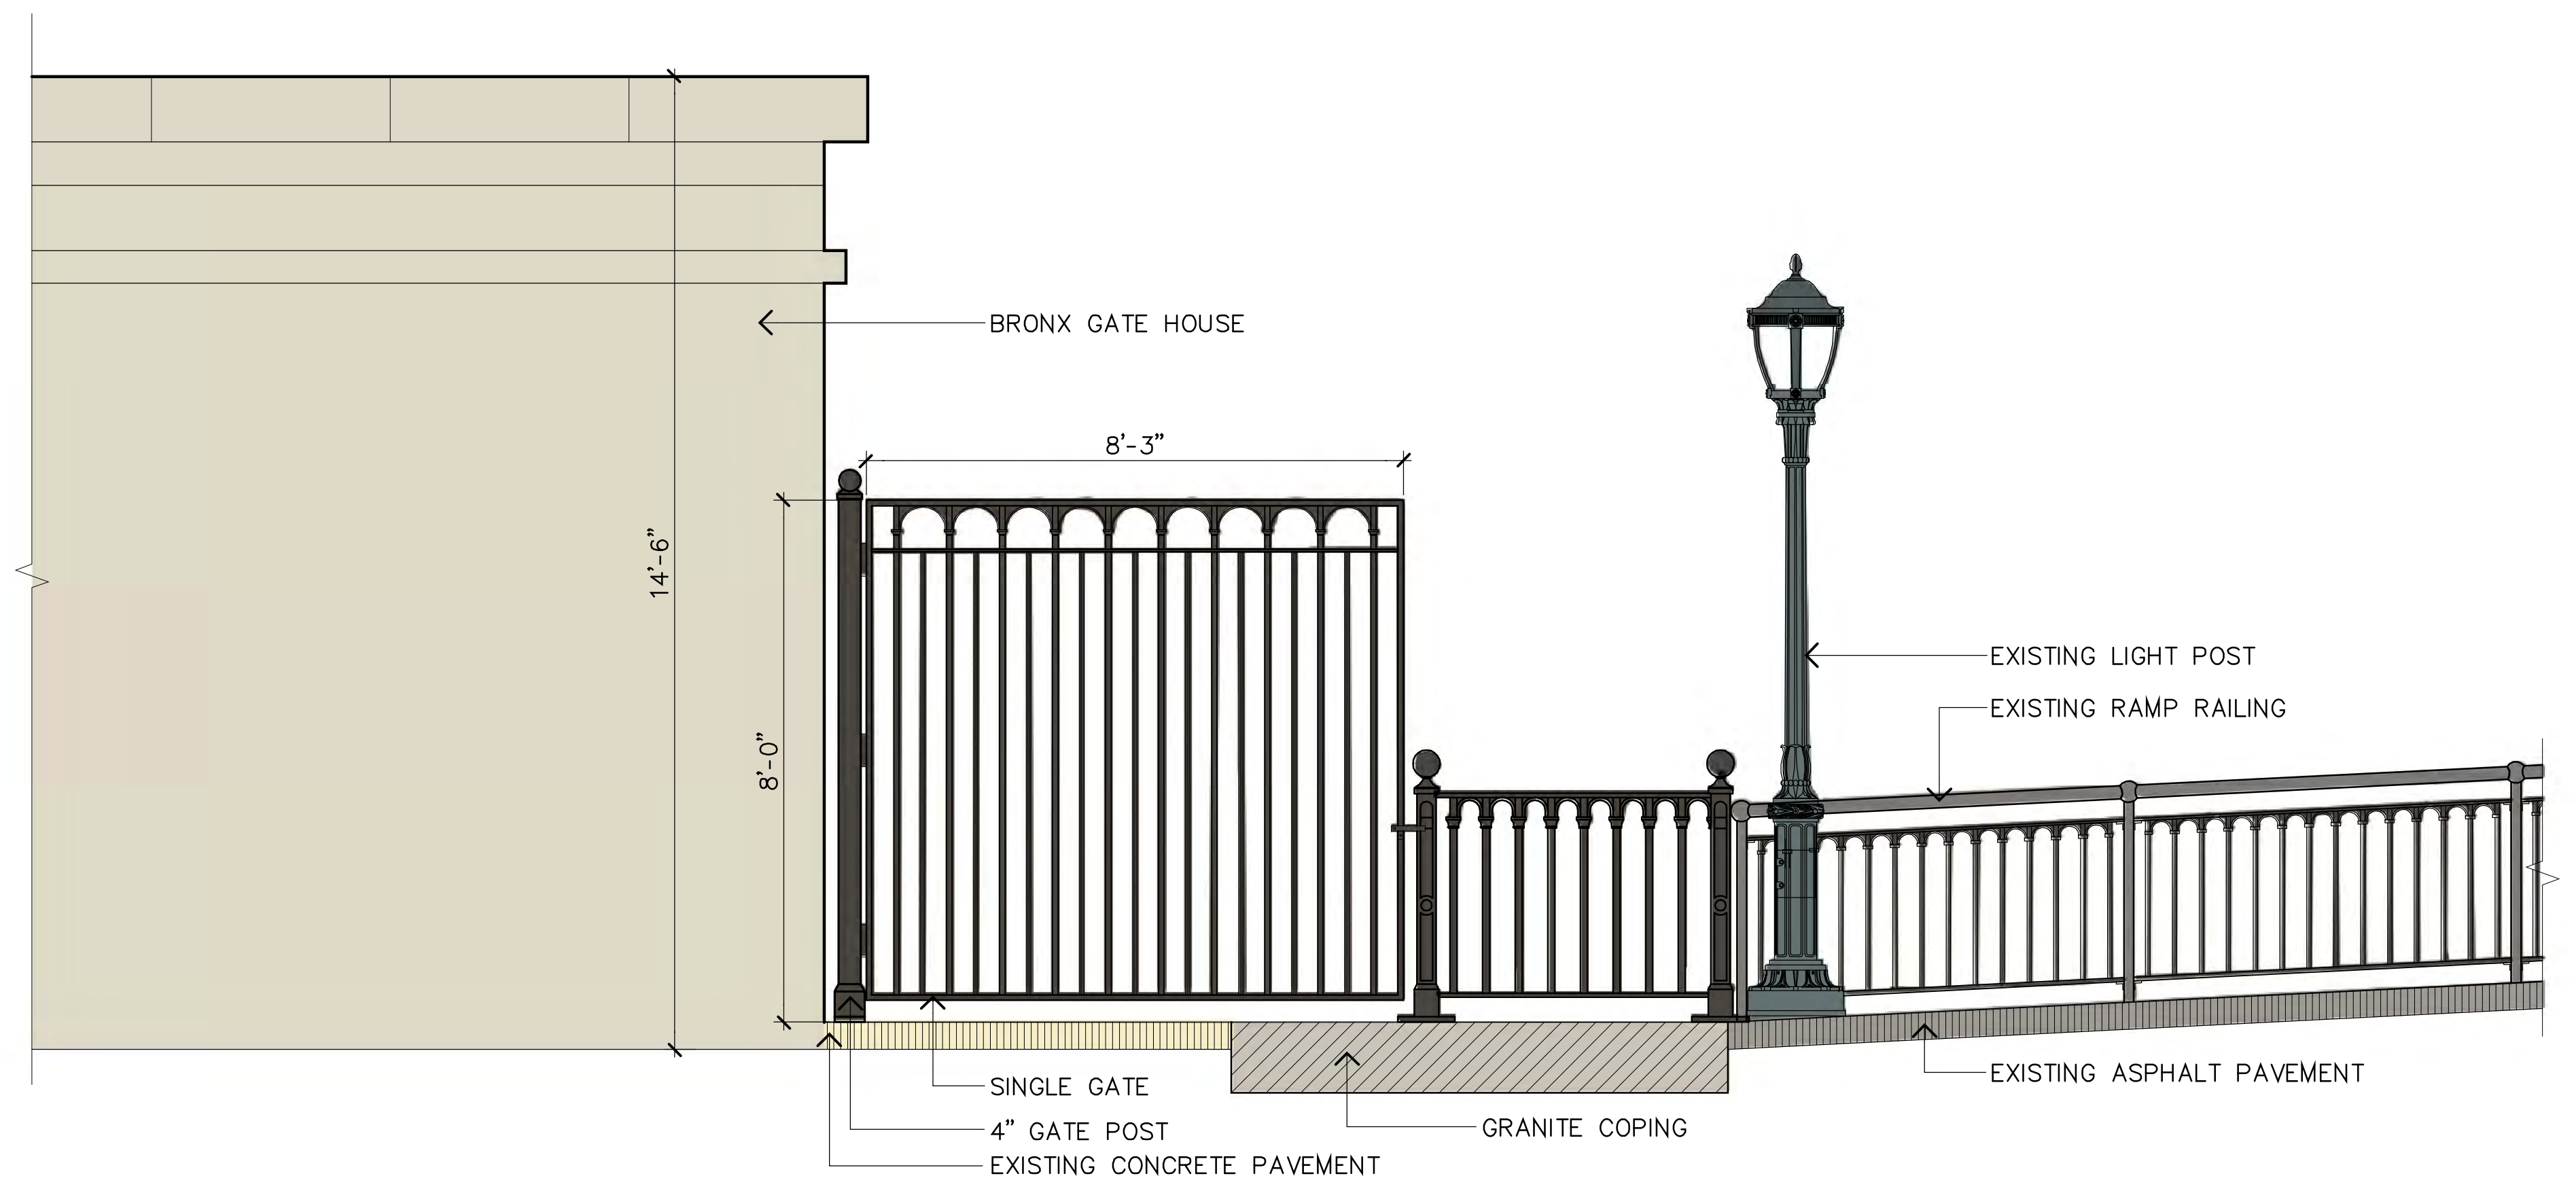 BRONX GATE HOUSE
8'-3"
14'-6"
8'-0"
EXISTING LIGHT POST
EXISTING RAMP RAILING
EXISTING ASPHALT PAVEMENT
SINGLE GATE
4" GATE POST
GRANITE COPING
EXISTING CONCRETE PAVEMENT